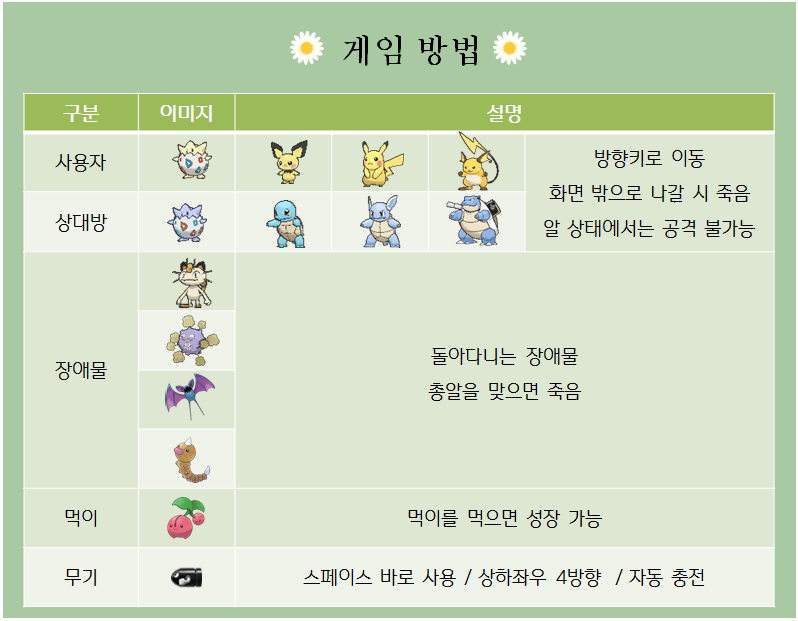 게임 방법
구분 이미지 설명
사용자
상대방
방향키로 이동
화면 밖으로 나갈 시 죽음
알 상태에서는 공격 불가능
장애물
돌아다니는 장애물
총알을 맞으면 죽음
먹이 먹이를 먹으면 성장 가능
무기 스페이스 바로 사용 / 상하좌우 4방향 / 자동 충전